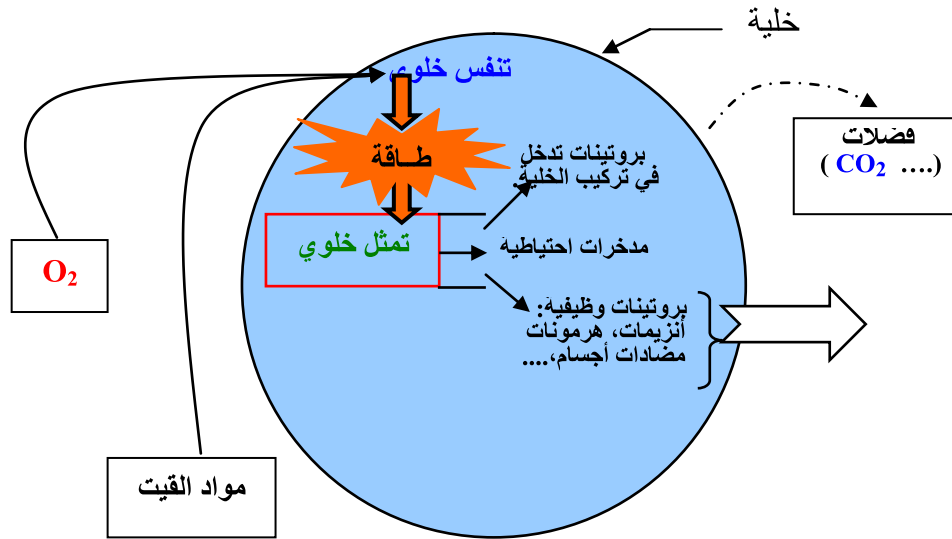 خلية
تنفس خلوي
فضلات
( CO2 ….)
طـــاقة
بروتينات تدخل
في تركيب الخلية.
تمثل خلوي
مدخرات احتياطية
O2
بروتينات وظيفية:
أنزيمات، هرمونات
مضادات أجسام،....
مواد القيت